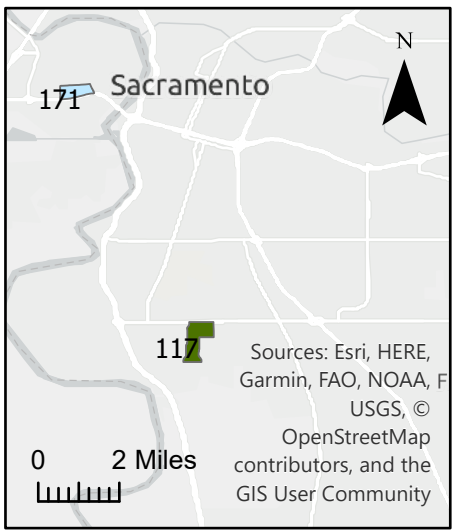 N
Sacramento
171
117
Sources: Esri, HERE,
Garmin, FAO, NOAA, F
USGS, ©
OpenStreetMap
contributors, and the
GIS User Community
0 2 Miles